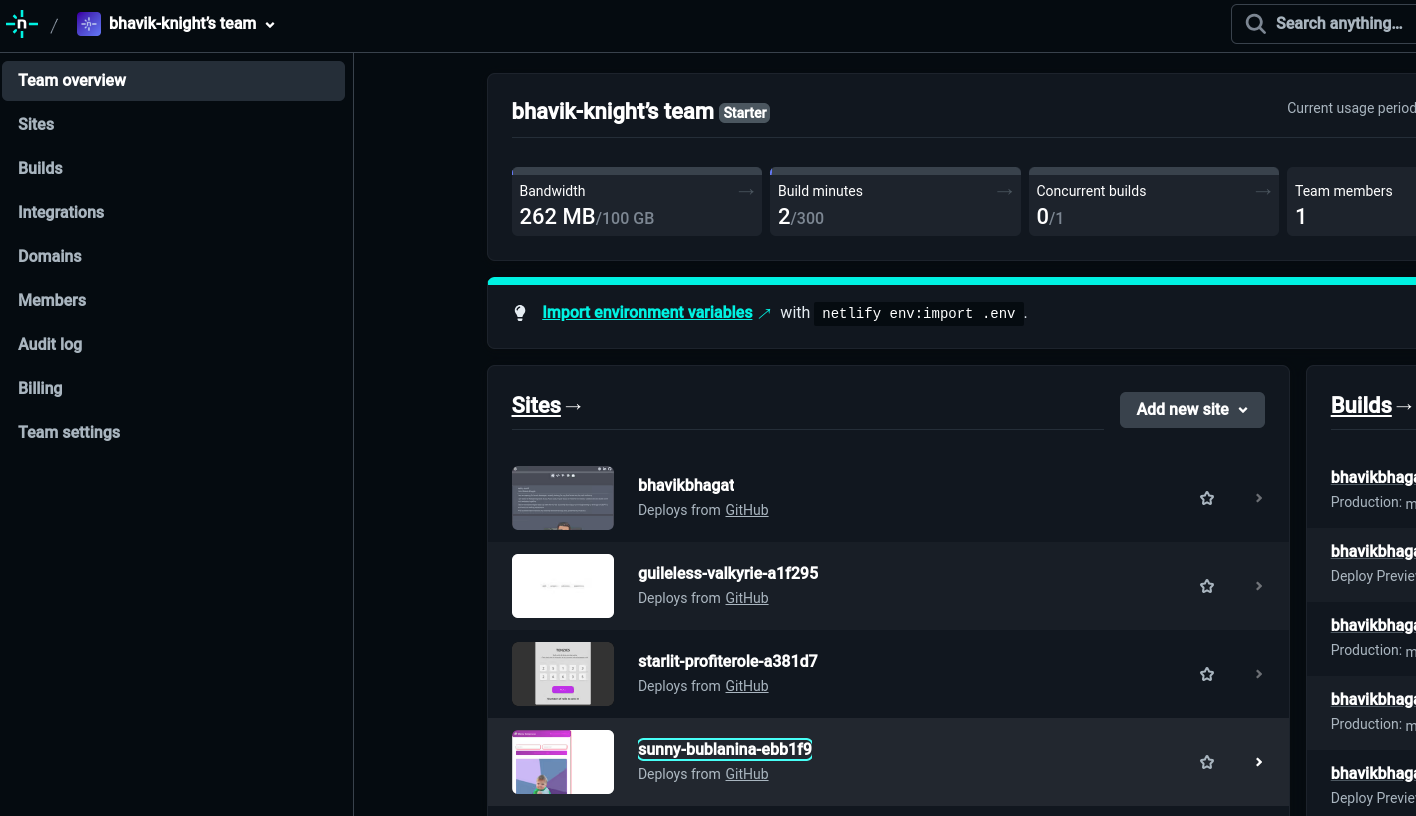 n / bhavik-knight's team
Search anything...
Team overview
Sites
Builds
Integrations
Domains
Members
Audit log
Billing
Team settings
bhavik-knight's team Starter
Current usage period
Bandwidth →
262 MB/100 GB
Build minutes →
2/300
Concurrent builds →
0/1
Team members
1
Import environment variables ↗ with netlify env:import .env .
Sites →
Add new site
bhavikbhagat
Deploys from GitHub
guileless-valkyrie-a1f295
Deploys from GitHub
starlit-profiterole-a381d7
Deploys from GitHub
sunny-bublanina-ebb1f9
Deploys from GitHub
Builds →
bhavikbhaga
Production: m
bhavikbhaga
Deploy Previe
bhavikbhaga
Production: m
bhavikbhaga
Production: m
bhavikbhaga
Deploy Previe